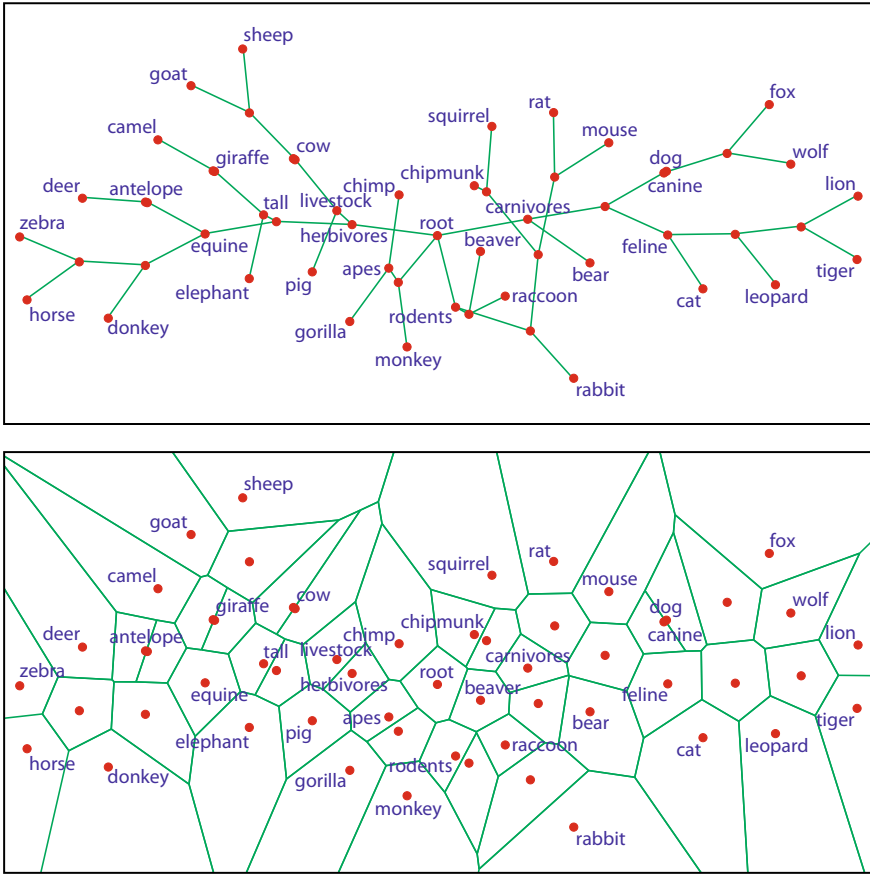 sheep
goat
fox
rat
squirrel
camel
mouse
cow
giraffe
dog
wolf
chipmunk
canine
deer
antelope
chimp
lion
tall
livestock
carnivores
zebra
root
herbivores
equine
beaver
feline
apes
bear
tiger
elephant
pig
raccoon
cat
leopard
horse
donkey
gorilla
rodents
monkey
rabbit
sheep
goat
fox
rat
squirrel
camel
mouse
cow
giraffe
dog
wolf
chipmunk
canine
deer
antelope
chimp
lion
tall
livestock
carnivores
zebra
root
herbivores
equine
beaver
feline
apes
bear
tiger
elephant
pig
raccoon
cat
leopard
horse
donkey
gorilla
rodents
monkey
rabbit